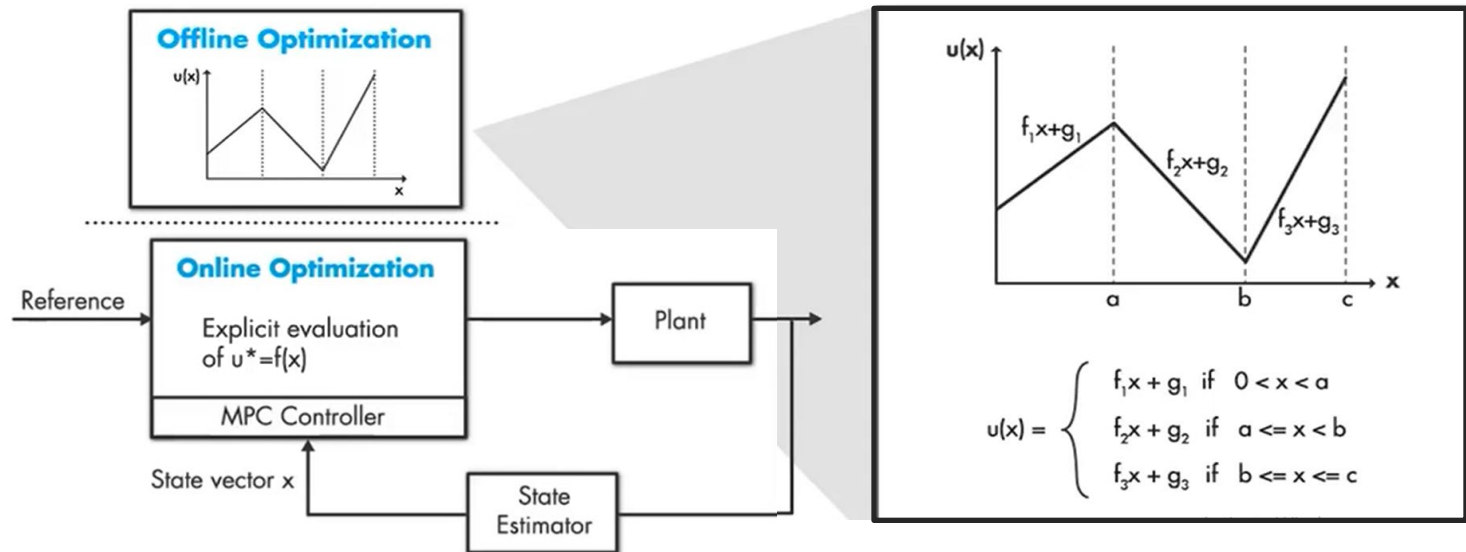 Offline Optimization
u(x)
x
Online Optimization
Reference
Explicit evaluation
of u*=f(x)
MPC Controller
Plant
State vector x
State
Estimator
u(x)
f₁x+g₁
f₂x+g₂
f₃x+g₃
x
a
b
c
f₁x + g₁ if 0 < x < a
u(x) = f₂x + g₂ if a <= x < b
f₃x + g₃ if b <= x <= c